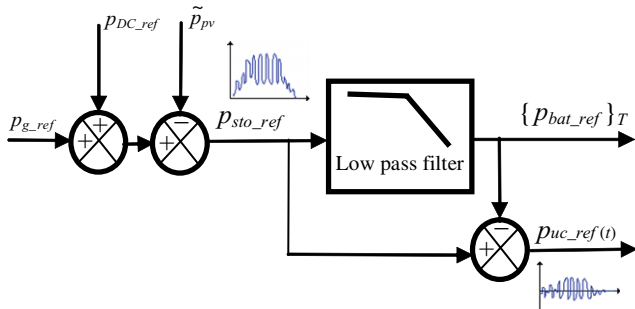 p_DC_ref
p̃_pv
p_g_ref
+
+
+
−
p_sto_ref
Low pass filter
{p_bat_ref}_T
−
+
p_uc_ref(t)